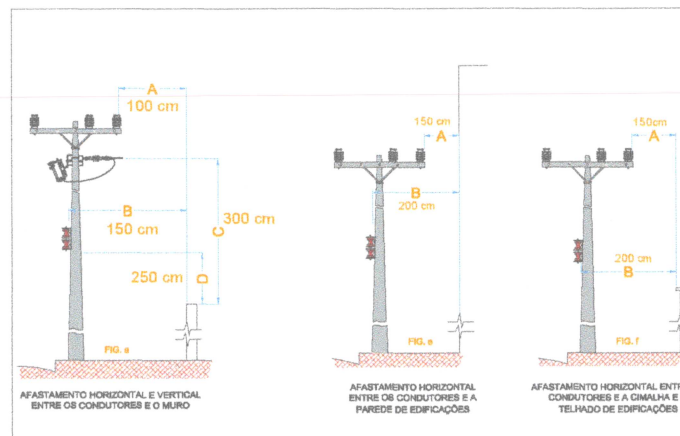 A
100 cm
B
150 cm
C
300 cm
250 cm
D
FIG. a
AFASTAMENTO HORIZONTAL E VERTICAL
ENTRE OS CONDUTORES E O MURO
150 cm
A
B
200 cm
FIG. e
AFASTAMENTO HORIZONTAL
ENTRE OS CONDUTORES E A
PAREDE DE EDIFICAÇÕES
150cm
A
200 cm
B
FIG. f
AFASTAMENTO HORIZONTAL ENTR
CONDUTORES E A CIMALHA E
TELHADO DE EDIFICAÇÕES